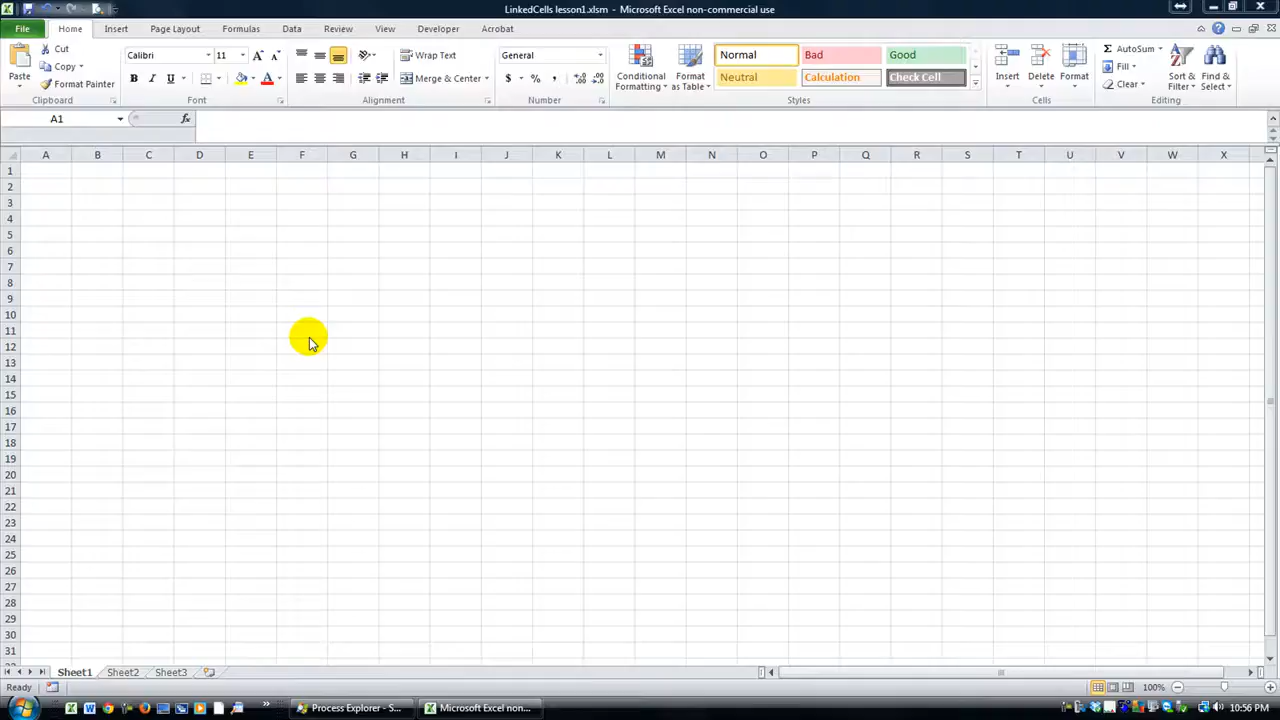 LinkedCells lesson1.xlsm - Microsoft Excel non-commercial use
File Home Insert Page Layout Formulas Data Review View Developer Acrobat
Paste
Cut
Copy
Format Painter
Clipboard
Calibri 11
B I U
Font
Wrap Text
Merge & Center
Alignment
General
$ % ,
Number
Conditional Formatting
Format as Table
Normal Bad Good
Neutral Calculation Check Cell
Styles
Insert Delete Format
Cells
AutoSum
Fill
Clear
Sort & Filter
Find & Select
Editing
A1 fx
A B C D E F G H I J K L M N O P Q R S T U V W X
1
2
3
4
5
6
7
8
9
10
11
12
13
14
15
16
17
18
19
20
21
22
23
24
25
26
27
28
29
30
31
Sheet1 Sheet2 Sheet3
Ready 100%
Process Explorer - S... Microsoft Excel non... 10:56 PM